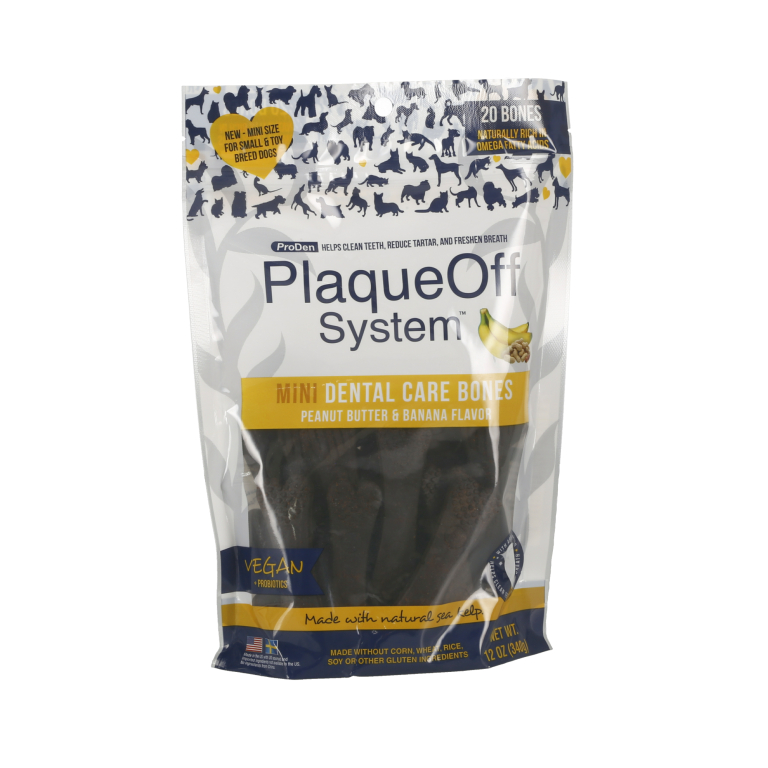 NEW - MINI SIZE
FOR SMALL & TOY
BREED DOGS
20 BONES
NATURALLY RICH IN
OMEGA FATTY ACIDS
ProDen HELPS CLEAN TEETH, REDUCE TARTAR, AND FRESHEN BREATH
PlaqueOff
System™
MiNi DENTAL CARE BONES
PEANUT BUTTER & BANANA FLAVOR
VEGAN
+ PROBIOTICS
Made with natural sea kelp
MADE WITHOUT CORN, WHEAT, RICE,
SOY OR OTHER GLUTEN INGREDIENTS
NET WT.
12 OZ (340g)